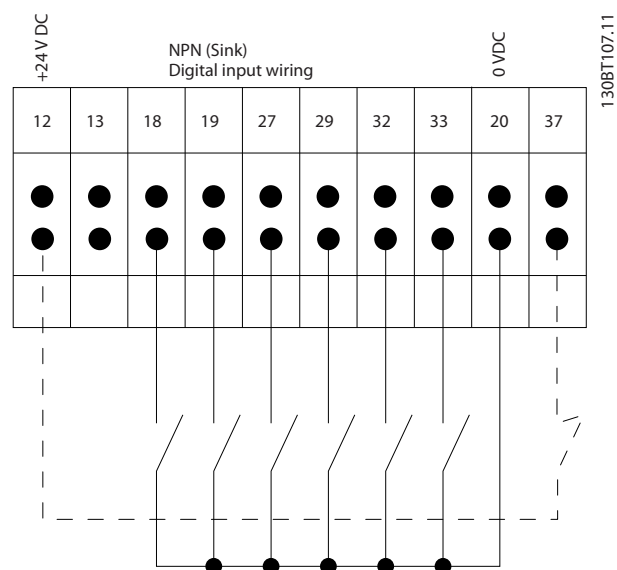 +24 V DC
NPN (Sink)
Digital input wiring
0 VDC
130BT107.11
12 13 18 19 27 29 32 33 20 37